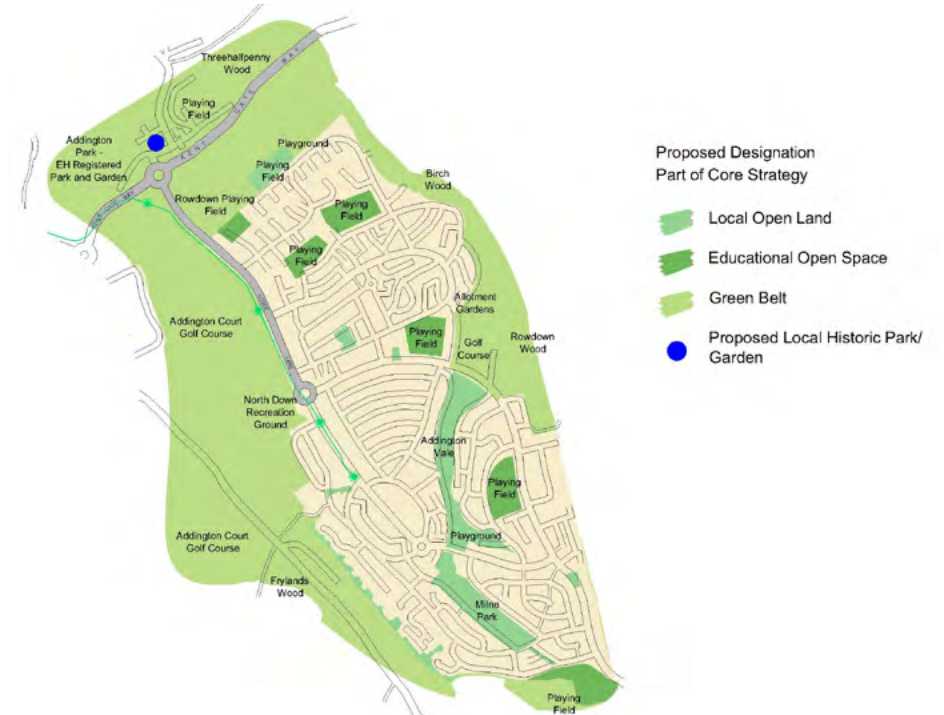 Threehalfpenny
Wood
Playing
Field
KENT GATE WAY
Addington
Park -
EH Registered
Park and Garden
Playground
Playing
Field
Birch
Wood
Rowdown Playing
Field
Playing
Field
Playing
Field
Allotment
Gardens
Addington Court
Golf Course
Playing
Field
Golf
Course
Rowdown
Wood
North Down
Recreation
Ground
Addington
Vale
Playing
Field
Addington Court
Golf Course
Playground
Frylands
Wood
Milne
Park
Playing
Field
Proposed Designation
Part of Core Strategy
Local Open Land
Educational Open Space
Green Belt
Proposed Local Historic Park/
Garden